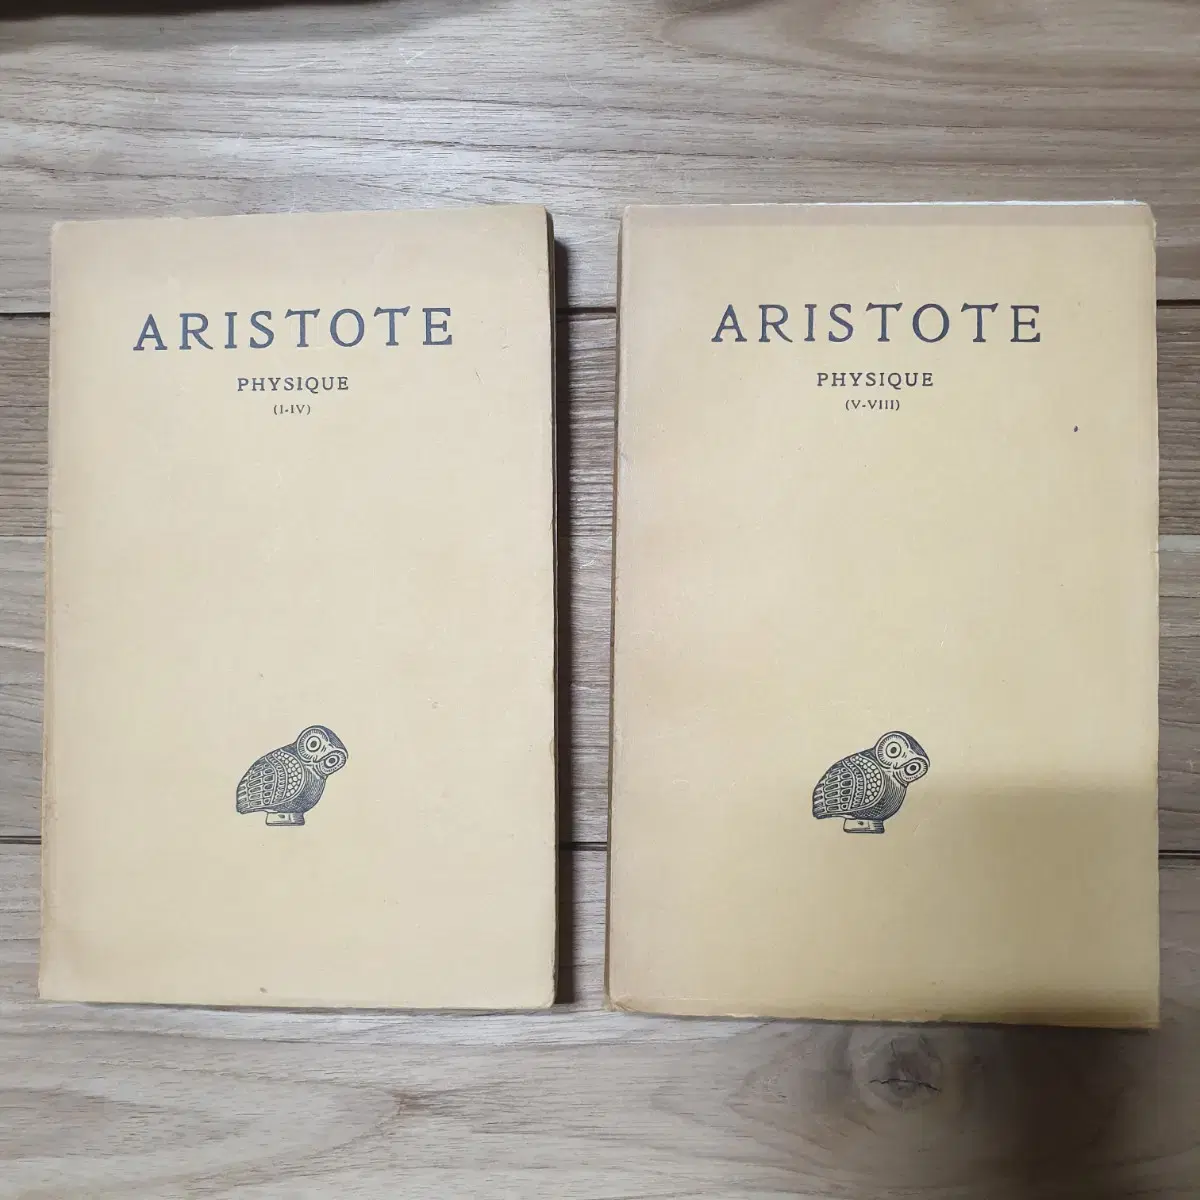 ARISTOTE
PHYSIQUE
(I-IV)
ARISTOTE
PHYSIQUE
(V-VIII)